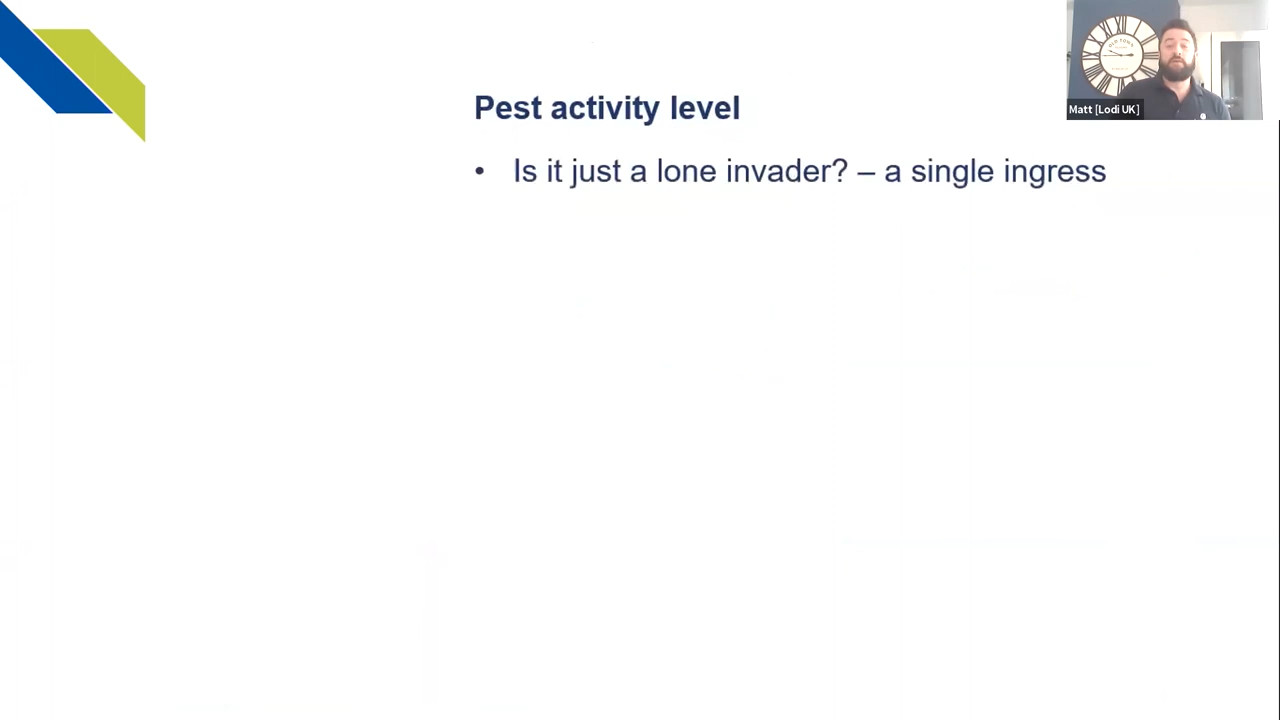 Pest activity level
• Is it just a lone invader? – a single ingress
Matt [Lodi UK]